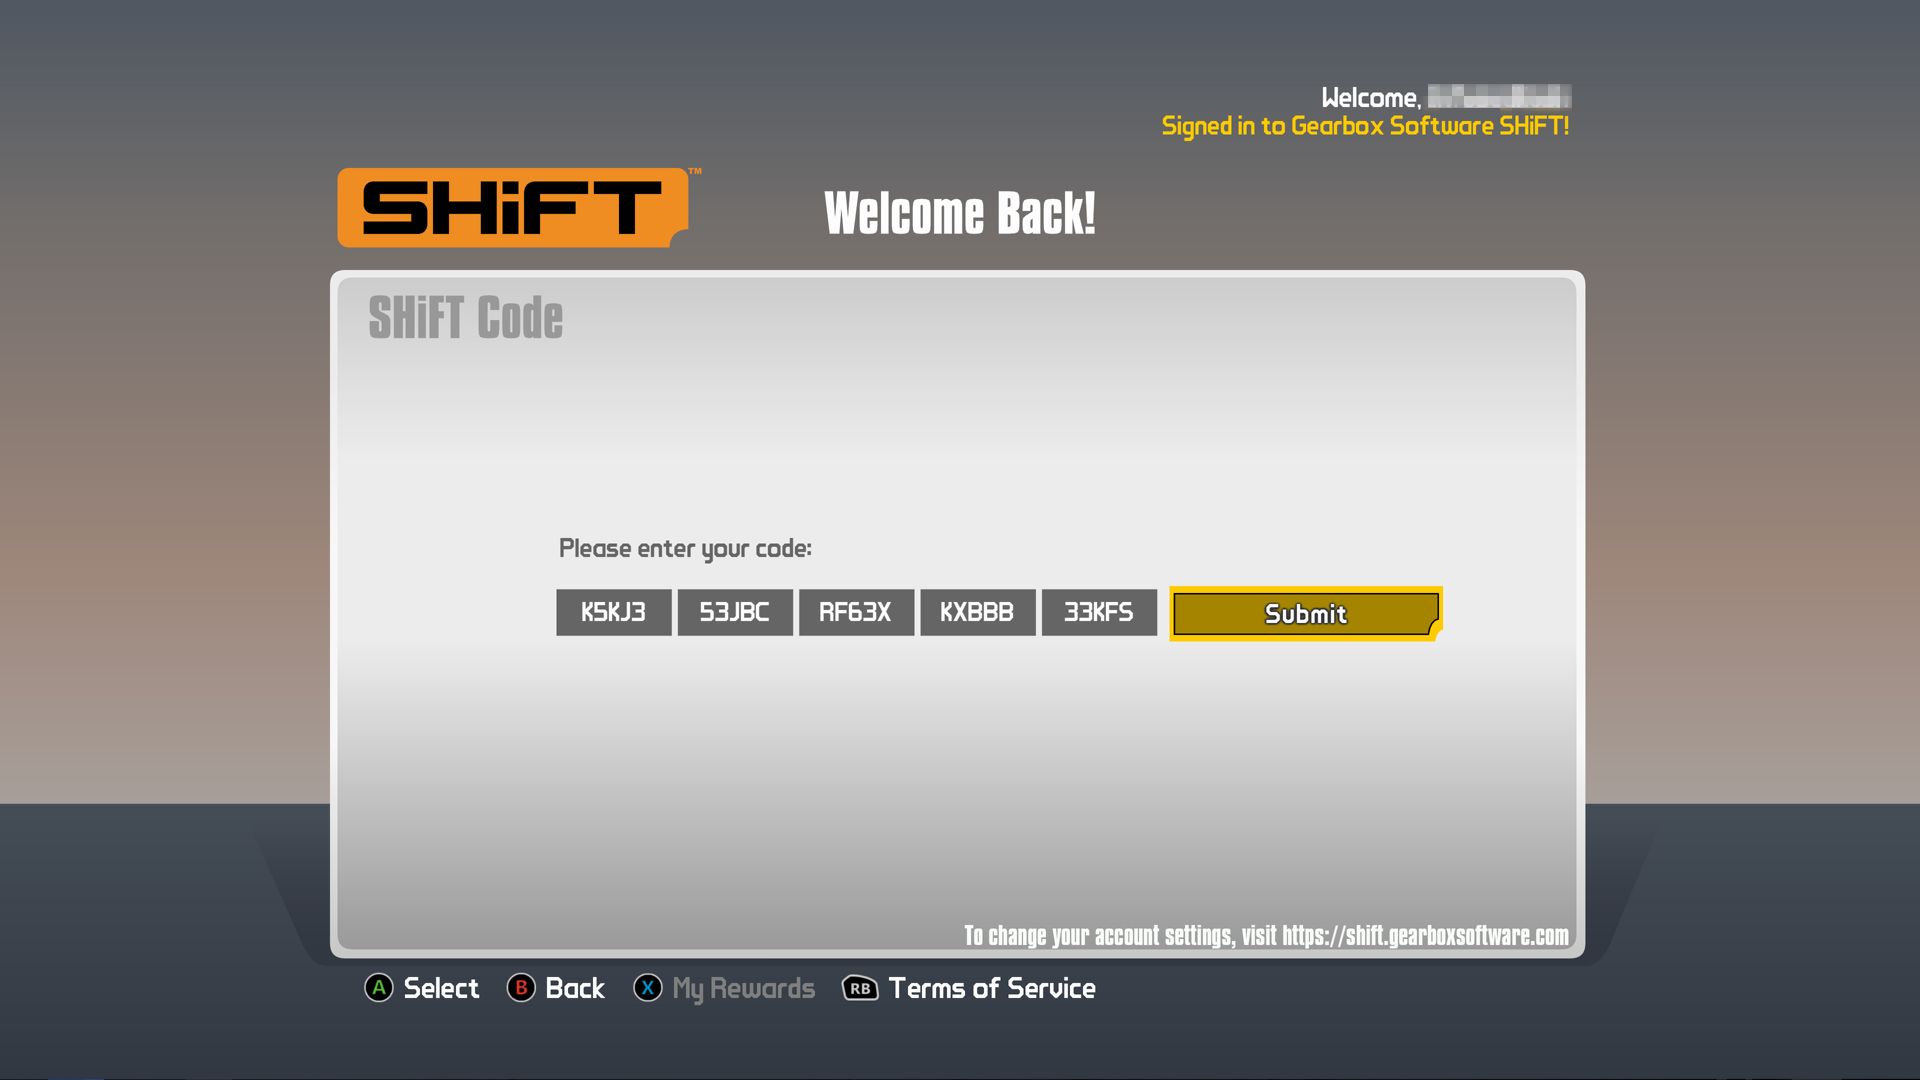 Welcome,
Signed in to Gearbox Software SHiFT!
SHiFT™
Welcome Back!
SHiFT Code
Please enter your code:
K5KJ3 53JBC RF63X KXBBB 33KFS Submit
To change your account settings, visit https://shift.gearboxsoftware.com
A Select B Back X My Rewards RB Terms of Service